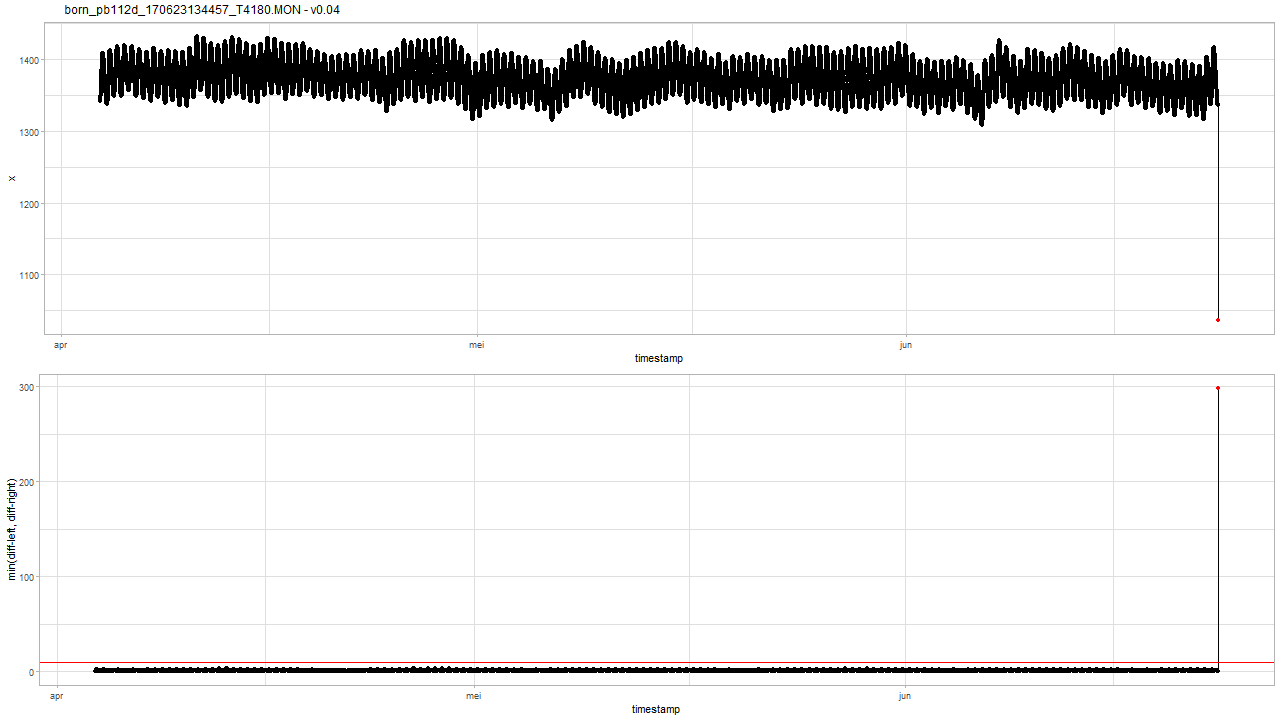 born_pb112d_170623134457_T4180.MON - v0.04
1400
1300
1200
1100
x
apr
mei
jun
timestamp
300
200
100
0
min(diff-left, diff-right)
apr
mei
jun
timestamp